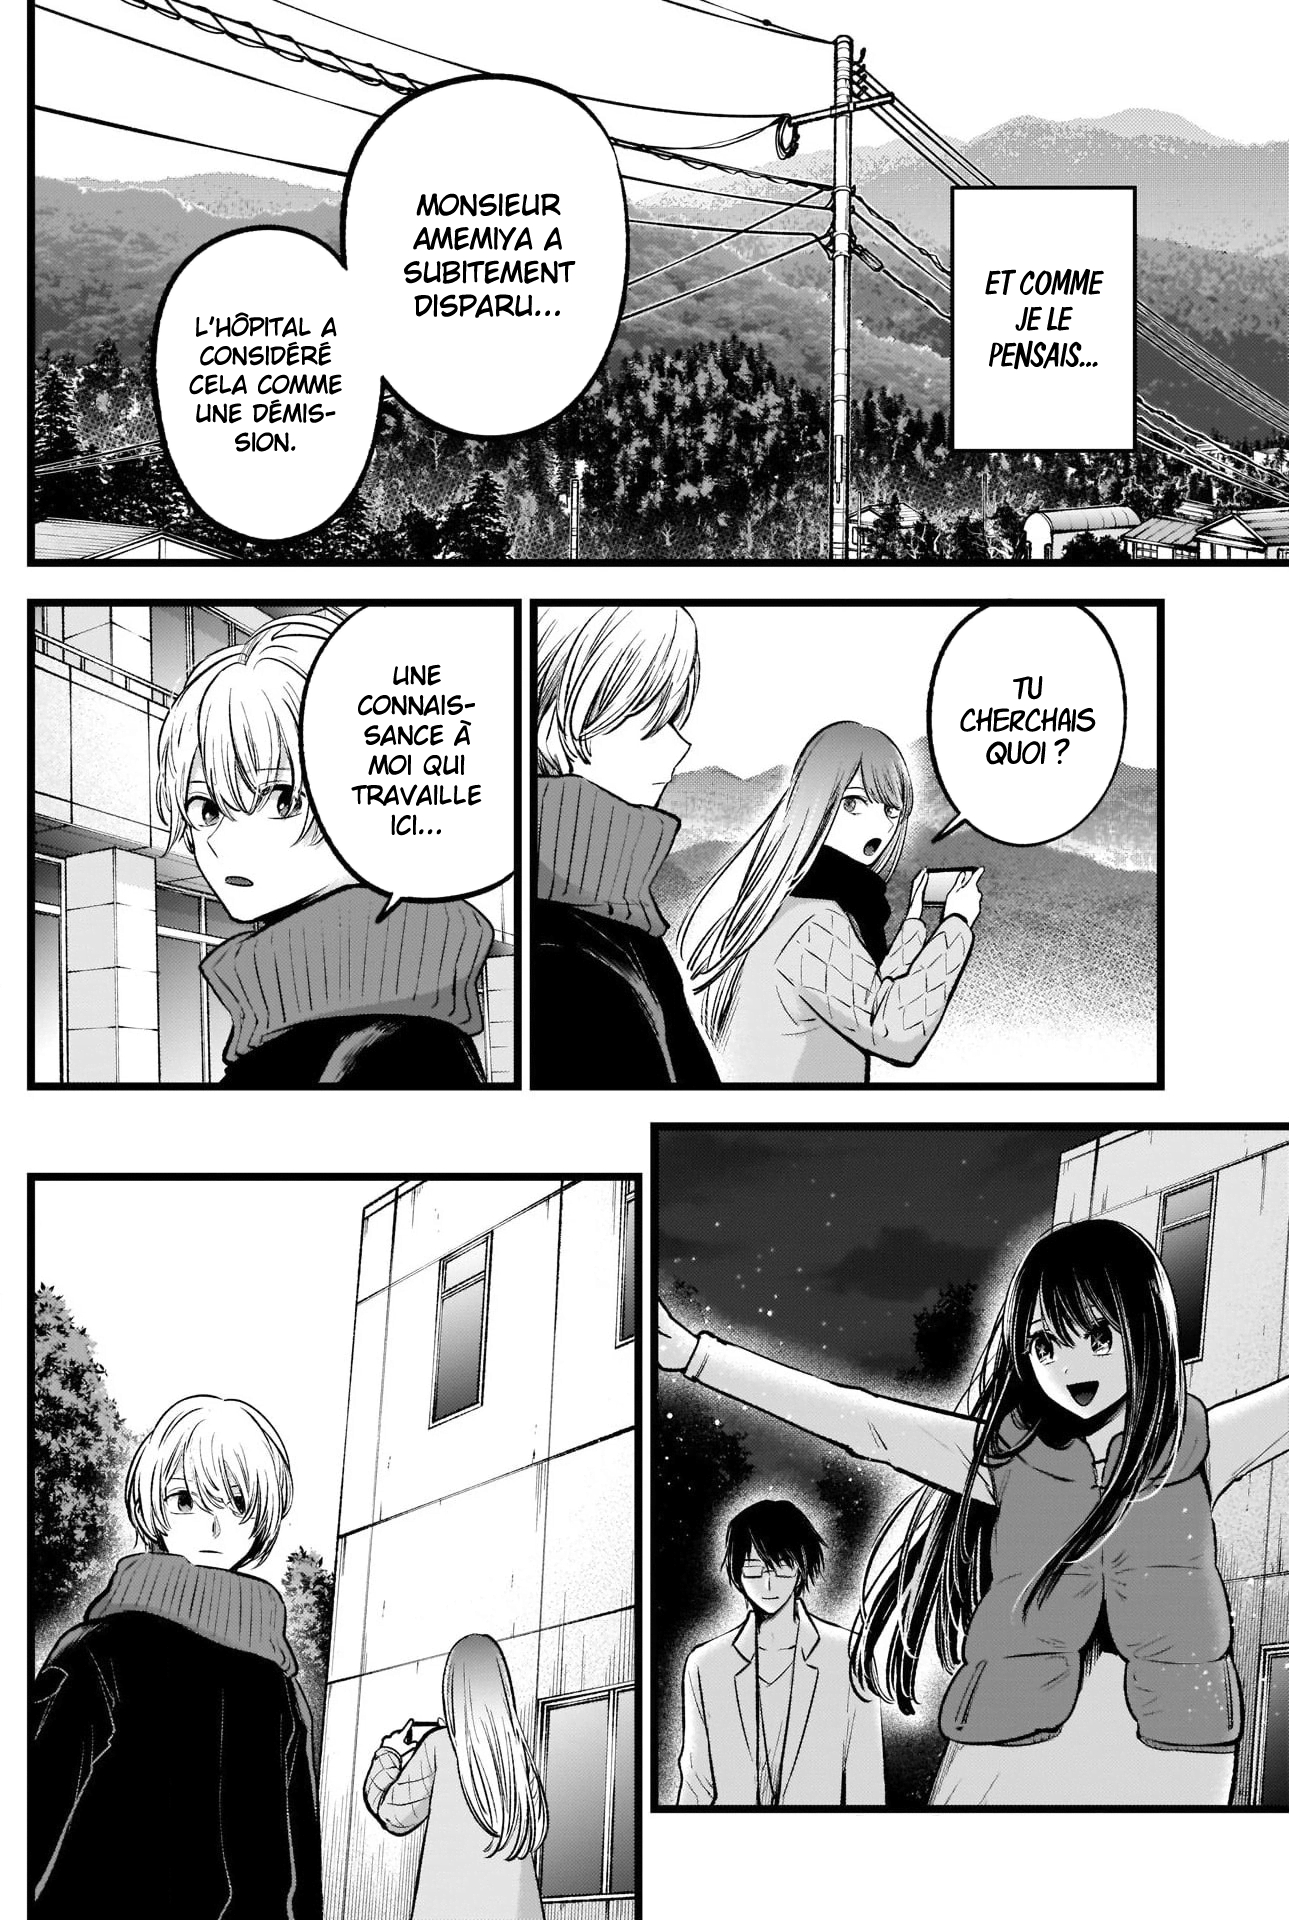 ET COMME
JE LE
PENSAIS...
MONSIEUR
AMEMIYA A
SUBITEMENT
DISPARU...
L'HÔPITAL A
CONSIDÉRÉ
CELA COMME
UNE DÉMIS-
SION.
TU
CHERCHAIS
QUOI ?
UNE
CONNAIS-
SANCE À
MOI QUI
TRAVAILLE
ICI...